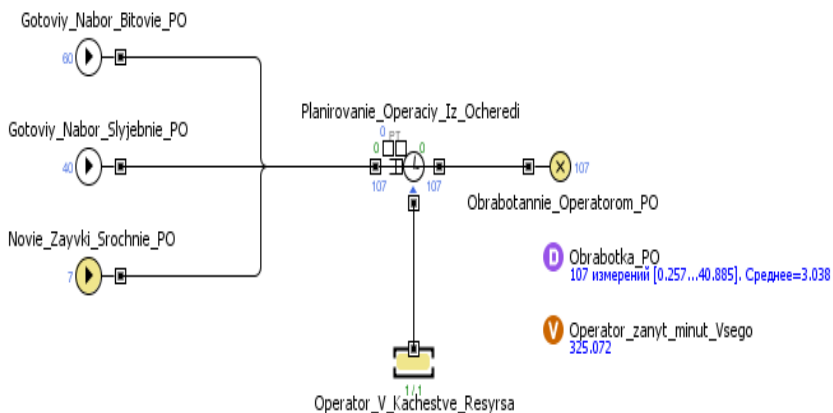 Gotoviy_Nabor_Bitovie_PO
60
Planirovanie_Operaciy_Iz_Ocheredi
Gotoviy_Nabor_Slyjebnie_PO
0
PT
0
0
40
107
107
107
Obrabotannie_Operatorom_PO
Novie_Zayvki_Srochnie_PO
7
D Obrabotka_PO
107 измерений [0.257...40.885]. Среднее=3.038
V Operator_zanyt_minut_Vsego
325.072
1 / 1
Operator_V_Kachestve_Resyrsa